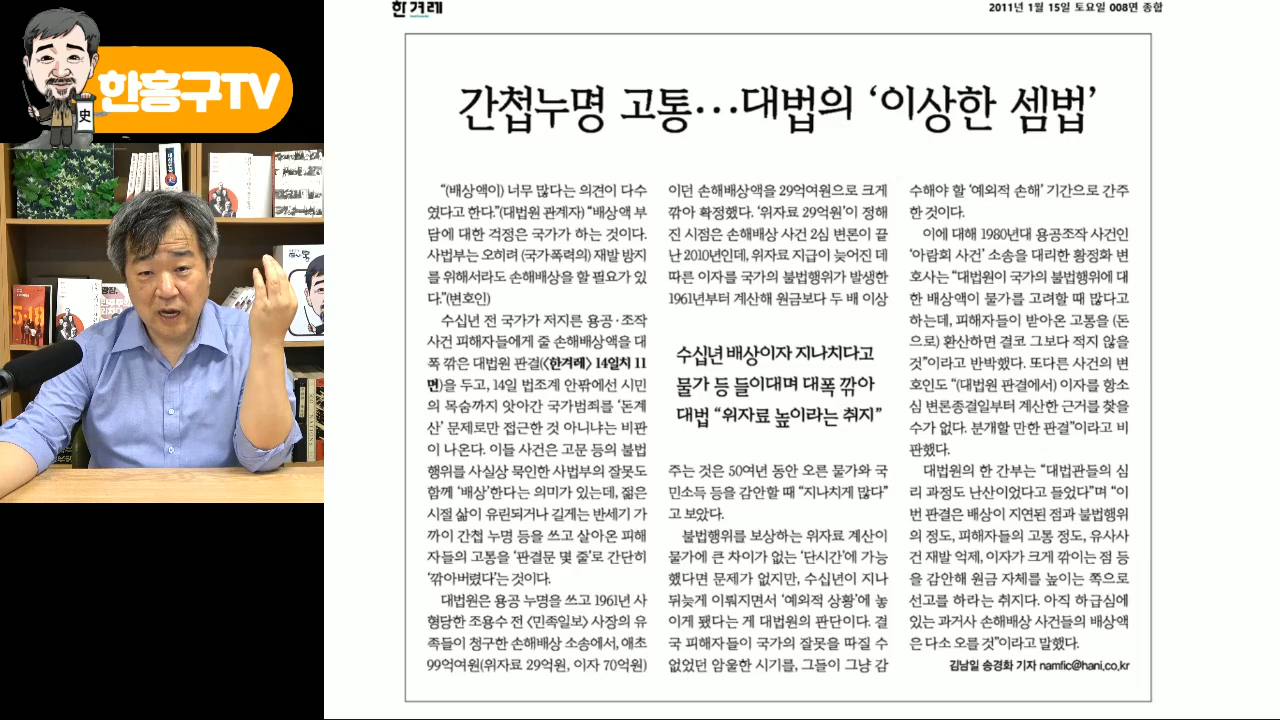 한홍구TV
史
5·18
한겨레
2011년 1월 15일 토요일 008면 종합
간첩누명 고통…대법의 ‘이상한 셈법’
“(배상액이) 너무 많다는 의견이 다수
였다고 한다.”(대법원 관계자) “배상액 부
담에 대한 걱정은 국가가 하는 것이다.
사법부는 오히려 (국가폭력의) 재발 방지
를 위해서라도 손해배상을 할 필요가 있
다.”(변호인)
수십년 전 국가가 저지른 용공·조작
사건 피해자들에게 줄 손해배상액을 대
폭 깎은 대법원 판결(<한겨레> 14일치 11
면)을 두고, 14일 법조계 안팎에선 시민
의 목숨까지 앗아간 국가범죄를 ‘돈계
산’ 문제로만 접근한 것 아니냐는 비판
이 나온다. 이들 사건은 고문 등의 불법
행위를 사실상 묵인한 사법부의 잘못도
함께 ‘배상’한다는 의미가 있는데, 젊은
시절 삶이 유린되거나 길게는 반세기 가
까이 간첩 누명 등을 쓰고 살아온 피해
자들의 고통을 ‘판결문 몇 줄’로 간단히
‘깎아버렸다’는 것이다.
대법원은 용공 누명을 쓰고 1961년 사
형당한 조용수 전 <민족일보> 사장의 유
족들이 청구한 손해배상 소송에서, 애초
99억여원(위자료 29억원, 이자 70억원)
이던 손해배상액을 29억여원으로 크게
깎아 확정했다. ‘위자료 29억원’이 정해
진 시점은 손해배상 사건 2심 변론이 끝
난 2010년인데, 위자료 지급이 늦어진 데
따른 이자를 국가의 불법행위가 발생한
1961년부터 계산해 원금보다 두 배 이상
수십년 배상이자 지나치다고
물가 등 들이대며 대폭 깎아
대법 “위자료 높이라는 취지”
주는 것은 50여년 동안 오른 물가와 국
민소득 등을 감안할 때 “지나치게 많다”
고 보았다.
불법행위를 보상하는 위자료 계산이
물가에 큰 차이가 없는 ‘단시간’에 가능
했다면 문제가 없지만, 수십년이 지나
뒤늦게 이뤄지면서 ‘예외적 상황’에 놓
이게 됐다는 게 대법원의 판단이다. 결
국 피해자들이 국가의 잘못을 따질 수
없었던 암울한 시기를, 그들이 그냥 감
수해야 할 ‘예외적 손해’ 기간으로 간주
한 것이다.
이에 대해 1980년대 용공조작 사건인
‘아람회 사건’ 소송을 대리한 황정화 변
호사는 “대법원이 국가의 불법행위에 대
한 배상액이 물가를 고려할 때 많다고
하는데, 피해자들이 받아온 고통을 (돈
으로) 환산하면 결코 그보다 적지 않을
것”이라고 반박했다. 또다른 사건의 변
호인도 “(대법원 판결에서) 이자를 항소
심 변론종결일부터 계산한 근거를 찾을
수가 없다. 분개할 만한 판결”이라고 비
판했다.
대법원의 한 간부는 “대법관들의 심
리 과정도 난산이었다고 들었다”며 “이
번 판결은 배상이 지연된 점과 불법행위
의 정도, 피해자들의 고통 정도, 유사사
건 재발 억제, 이자가 크게 깎이는 점 등
을 감안해 원금 자체를 높이는 쪽으로
선고를 하라는 취지다. 아직 하급심에
있는 과거사 손해배상 사건들의 배상액
은 다소 오를 것”이라고 말했다.
김남일 송경화 기자 namfic@hani.co.kr